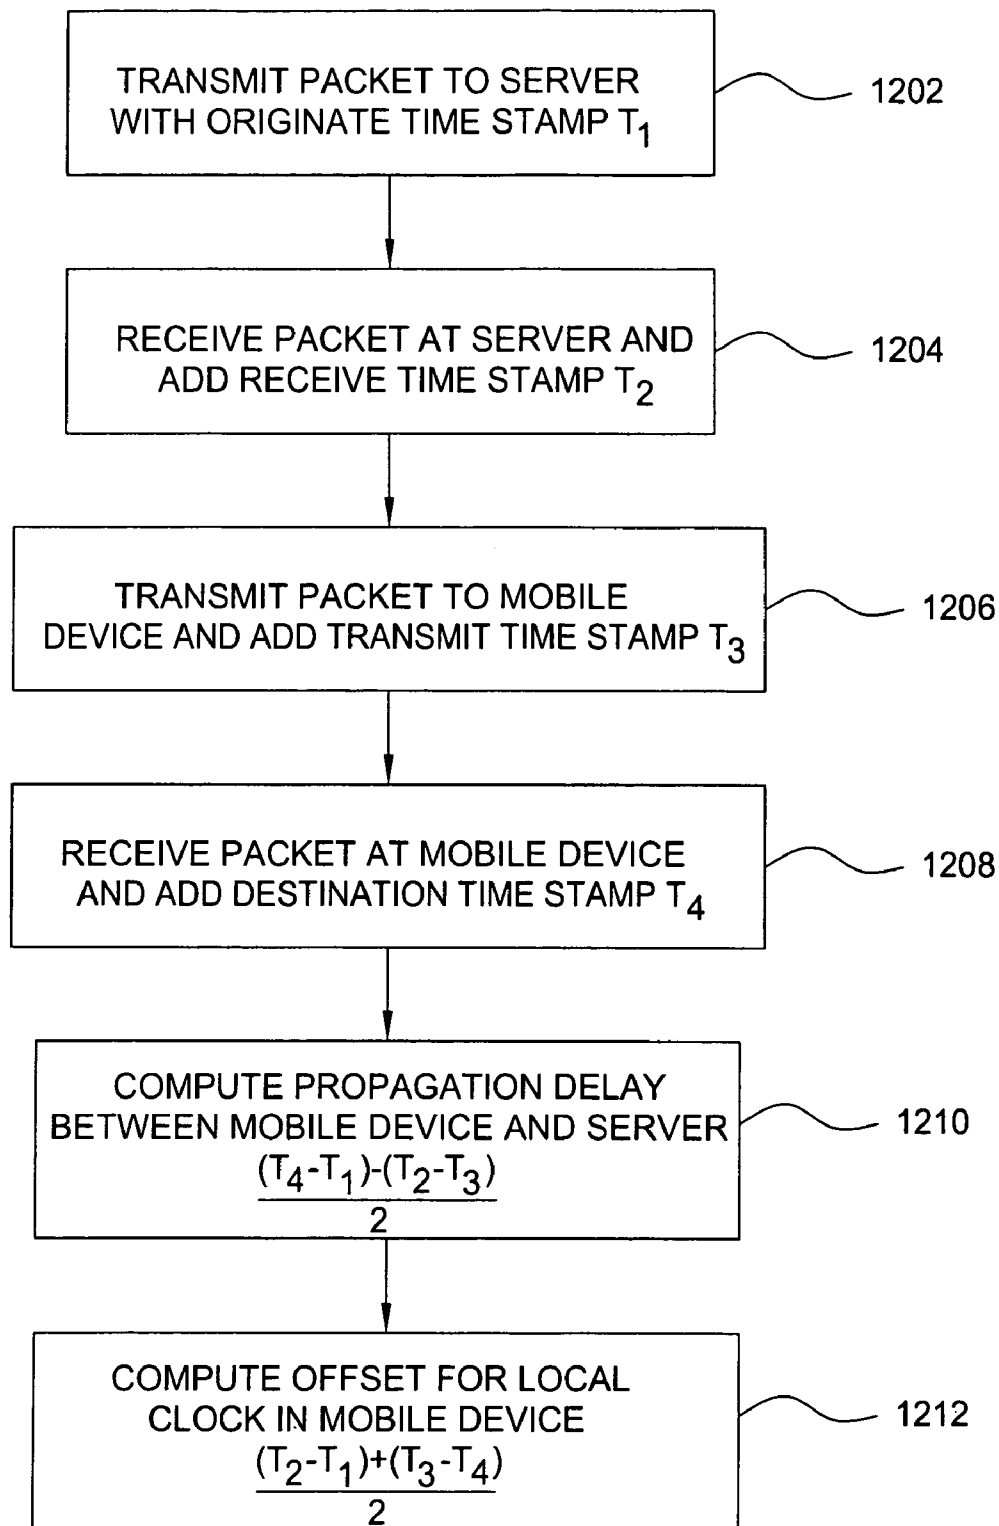 TRANSMIT PACKET TO SERVER
WITH ORIGINATE TIME STAMP T1
1202
RECEIVE PACKET AT SERVER AND
ADD RECEIVE TIME STAMP T2
1204
TRANSMIT PACKET TO MOBILE
DEVICE AND ADD TRANSMIT TIME STAMP T3
1206
RECEIVE PACKET AT MOBILE DEVICE
AND ADD DESTINATION TIME STAMP T4
1208
COMPUTE PROPAGATION DELAY
BETWEEN MOBILE DEVICE AND SERVER
(T4-T1)-(T2-T3)
2
1210
COMPUTE OFFSET FOR LOCAL
CLOCK IN MOBILE DEVICE
(T2-T1)+(T3-T4)
2
1212